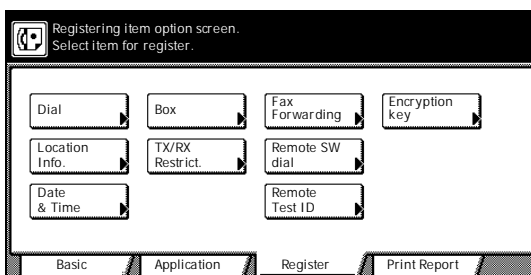 Registering item option screen.
Select item for register.
Dial
Box
Fax
Forwarding
Encryption
key
Location
Info.
TX/RX
Restrict.
Remote SW
dial
Date
& Time
Remote
Test ID
Basic
Application
Register
Print Report